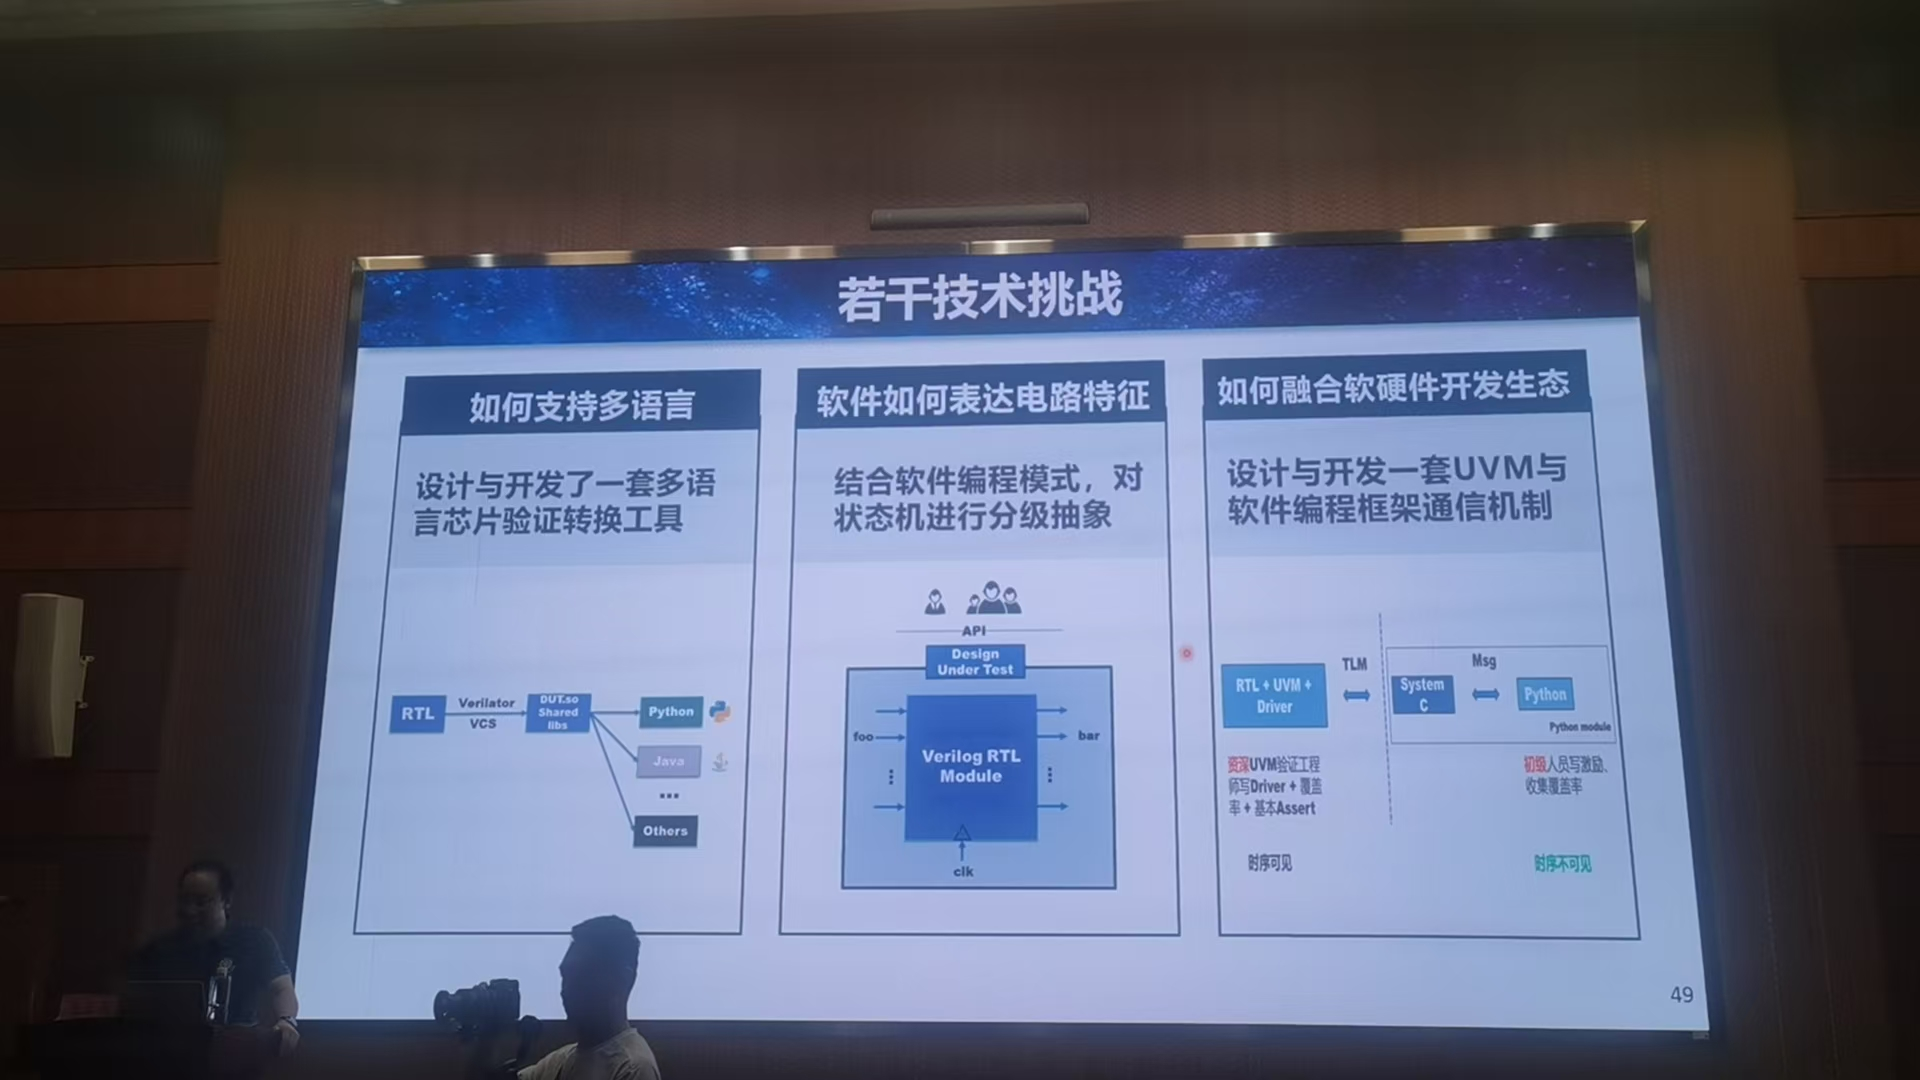 若干技术挑战
如何支持多语言
设计与开发了一套多语
言芯片验证转换工具
RTL
Verilator
VCS
DUT.so
Shared
libs
Python
Java
...
Others
软件如何表达电路特征
结合软件编程模式，对
状态机进行分级抽象
API
Design
Under Test
foo
Verilog RTL
Module
bar
clk
如何融合软硬件开发生态
设计与开发一套UVM与
软件编程框架通信机制
RTL + UVM +
Driver
TLM
System
C
Msg
Python
Python module
资深UVM验证工程
师写Driver + 覆盖
率 + 基本Assert
初级人员写激励、
收集覆盖率
时序可见
时序不可见
49